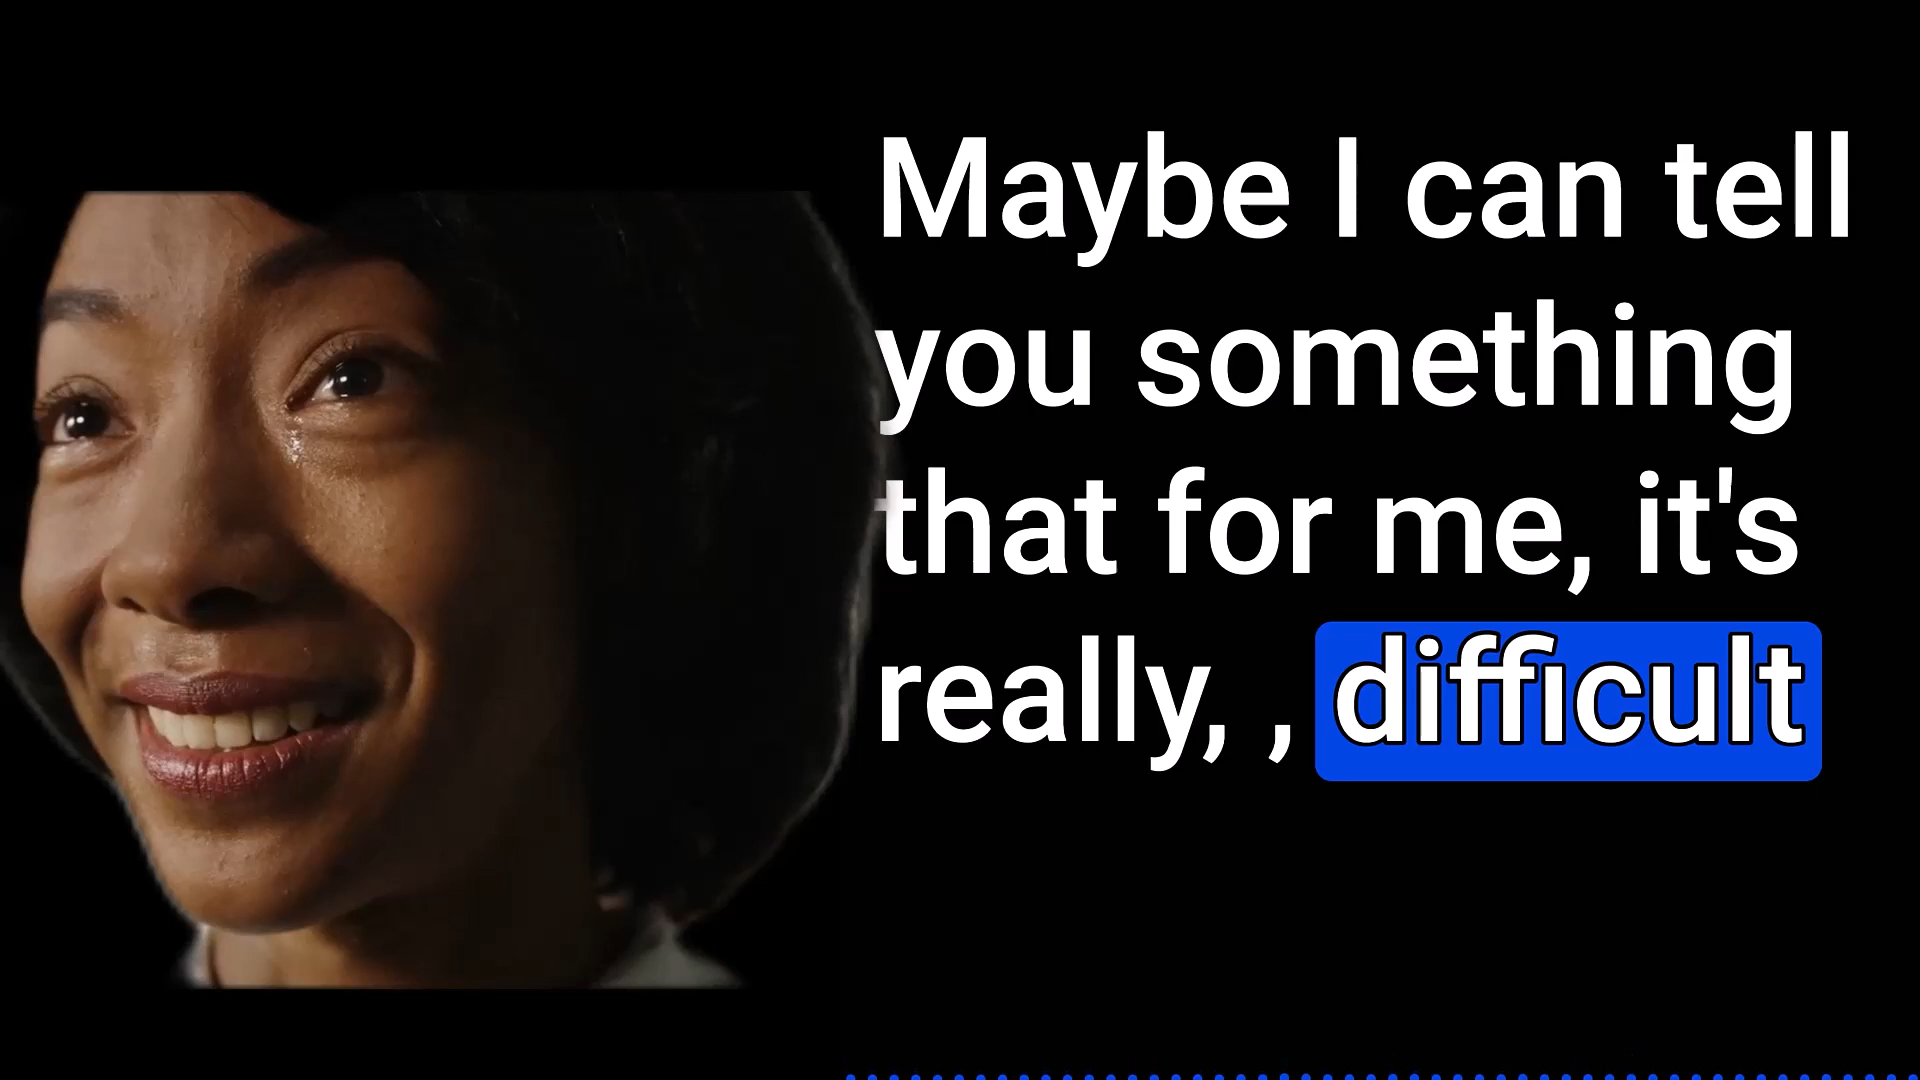 Maybe I can tell
you something
that for me, it's
really, , difficult